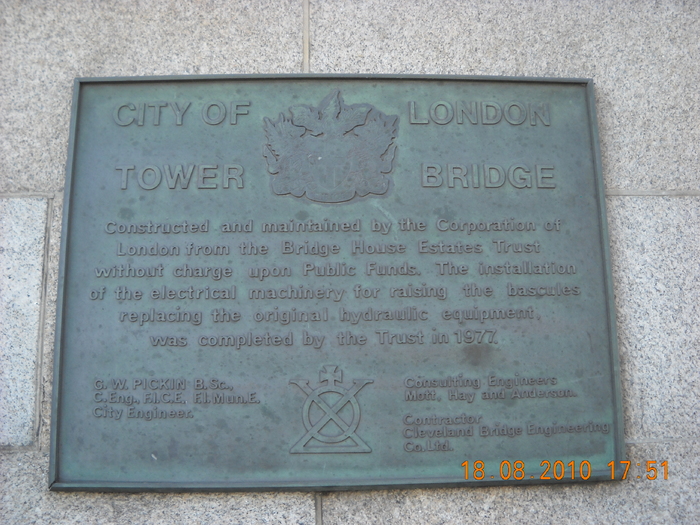 CITY OF LONDON
TOWER BRIDGE
Constructed and maintained by the Corporation of
London from the Bridge House Estates Trust
without charge upon Public Funds. The installation
of the electrical machinery for raising the bascules
replacing the original hydraulic equipment,
was completed by the Trust in 1977.
G. W. PICKIN B.Sc.,
C.Eng., F.I.C.E., F.I.Mun.E.
City Engineer.
Consulting Engineers
Mott, Hay and Anderson.
Contractor
Cleveland Bridge Engineering
Co. Ltd.
18 08 2010 17:51